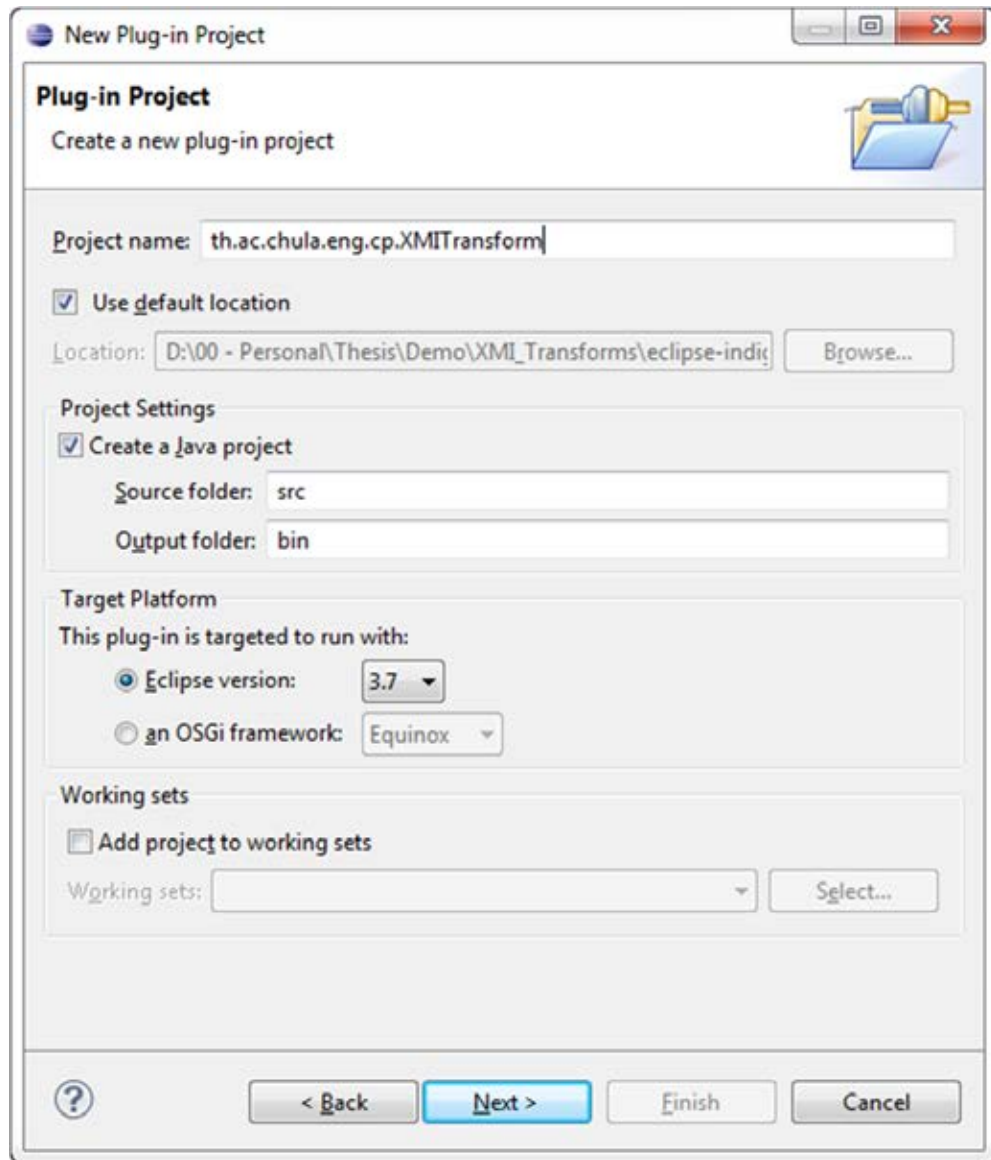 New Plug-in Project
Plug-in Project
Create a new plug-in project
Project name: th.ac.chula.eng.cp.XMITransform
Use default location
Location: D:\00 - Personal\Thesis\Demo\XMI_Transforms\eclipse-indig Browse...
Project Settings
Create a Java project
Source folder: src
Output folder: bin
Target Platform
This plug-in is targeted to run with:
Eclipse version: 3.7
an OSGi framework: Equinox
Working sets
Add project to working sets
Working sets: Select...
? < Back Next > Finish Cancel